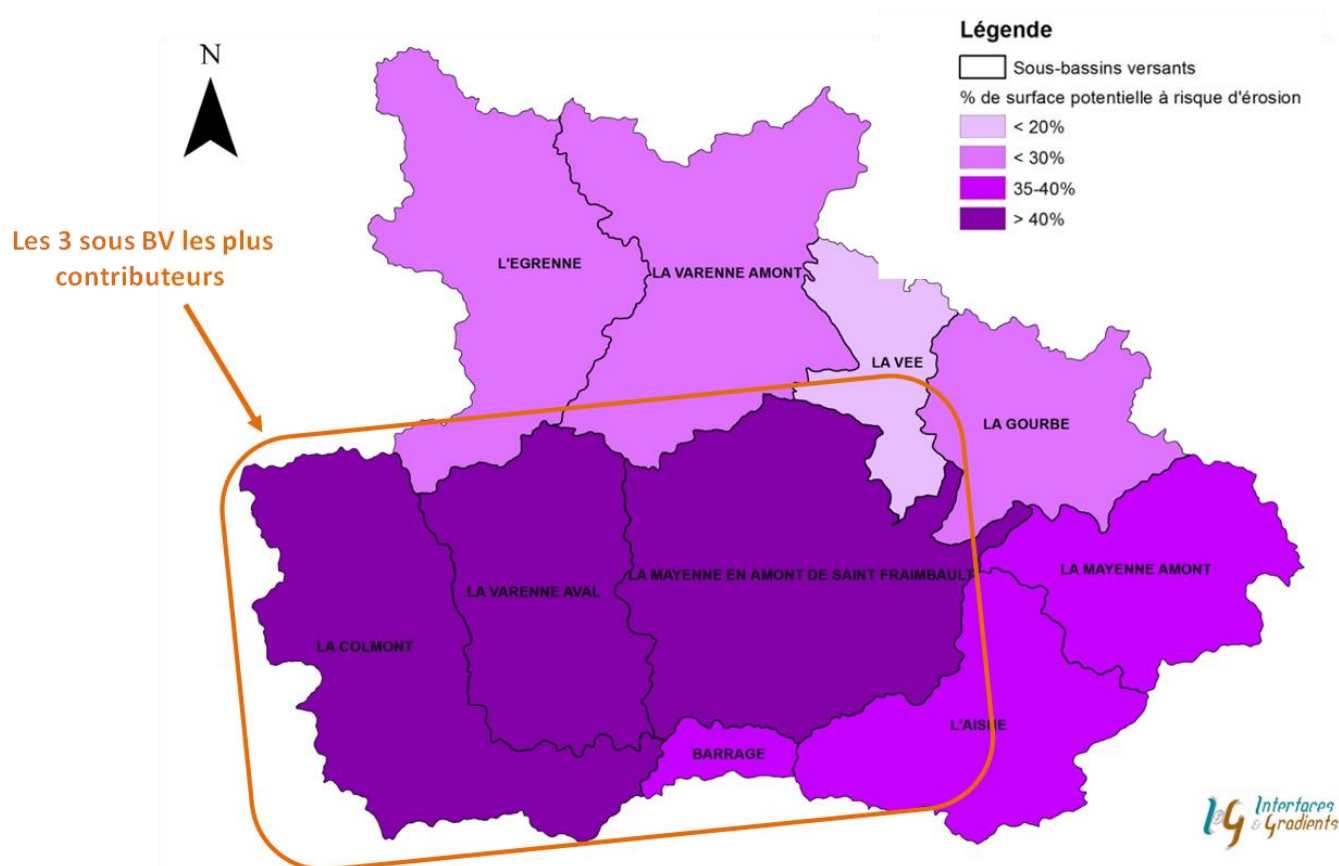 N
Légende
Sous-bassins versants
% de surface potentielle à risque d'érosion
< 20%
< 30%
35-40%
> 40%
Les 3 sous BV les plus
contributeurs
L'EGRENNE
LA VARENNE AMONT
LA VEE
LA GOURBE
LA MAYENNE AMONT
LA MAYENNE EN AMONT DE SAINT FRAIMBAULT
LA VARENNE AVAL
LA COLMONT
L'AISNE
BARRAGE
I&G Interfaces
& Gradients